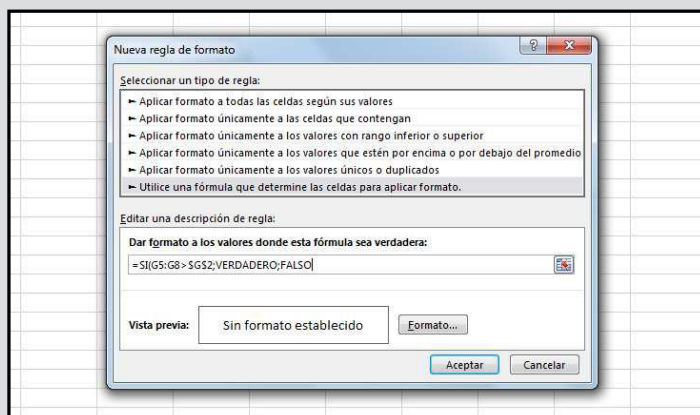 Nueva regla de formato
Seleccionar un tipo de regla:
► Aplicar formato a todas las celdas según sus valores
► Aplicar formato únicamente a las celdas que contengan
► Aplicar formato únicamente a los valores con rango inferior o superior
► Aplicar formato únicamente a los valores que estén por encima o por debajo del promedio
► Aplicar formato únicamente a los valores únicos o duplicados
► Utilice una fórmula que determine las celdas para aplicar formato.
Editar una descripción de regla:
Dar formato a los valores donde esta fórmula sea verdadera:
=SI(G5:G8>$G$2;VERDADERO;FALSO
Vista previa: Sin formato establecido Formato...
Aceptar Cancelar